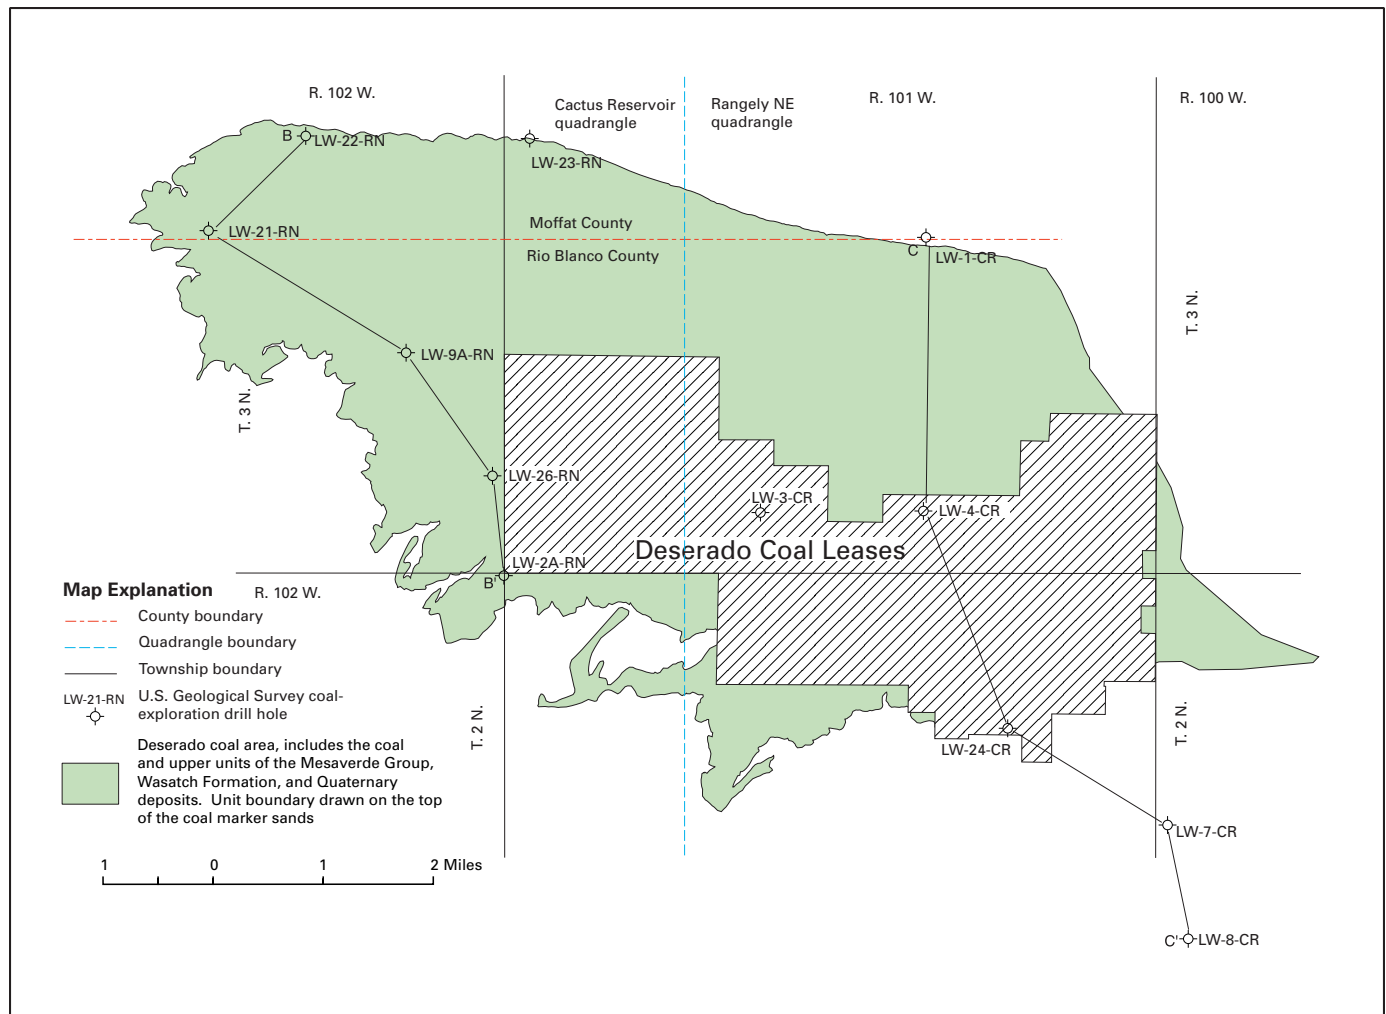 R. 102 W.
R. 101 W.
R. 100 W.
Cactus Reservoir
quadrangle
Rangely NE
quadrangle
B
LW-22-RN
LW-23-RN
LW-21-RN
Moffat County
Rio Blanco County
C
LW-1-CR
T. 3 N.
LW-9A-RN
T. 3 N.
LW-26-RN
LW-3-CR
LW-4-CR
Deserado Coal Leases
LW-2A-RN
B'
R. 102 W.
Map Explanation
County boundary
Quadrangle boundary
Township boundary
LW-21-RN
U.S. Geological Survey coal-
exploration drill hole
Deserado coal area, includes the coal
and upper units of the Mesaverde Group,
Wasatch Formation, and Quaternary
deposits. Unit boundary drawn on the top
of the coal marker sands
T. 2 N.
T. 2 N.
LW-24-CR
LW-7-CR
C'
LW-8-CR
1 0 1 2 Miles